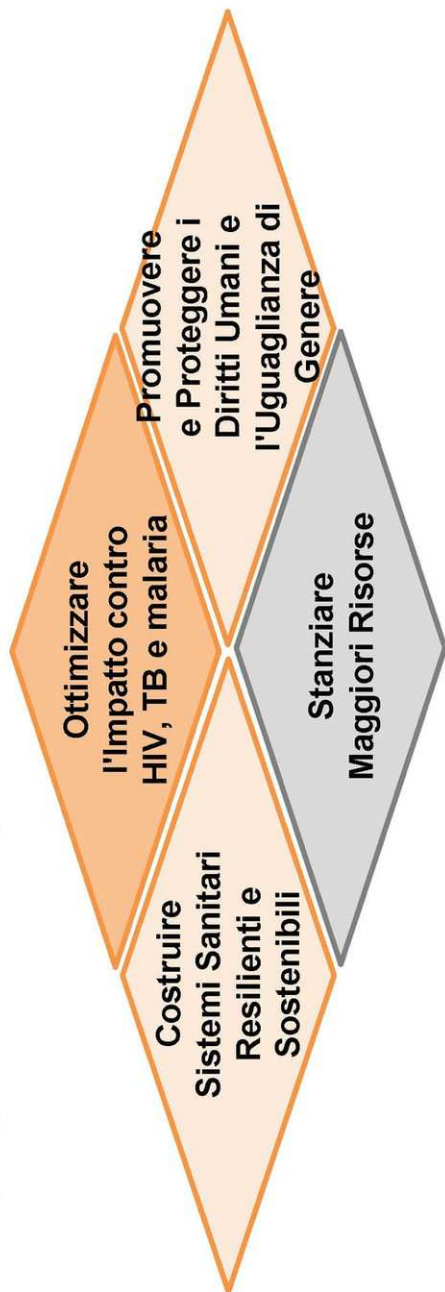 Ottimizzare
l'Impatto contro
HIV, TB e malaria
Costruire
Sistemi Sanitari
Resilienti e
Sostenibili
Promuovere
e Proteggere i
Diritti Umani e
l'Uguaglianza di
Genere
Stanziare
Maggiori Risorse